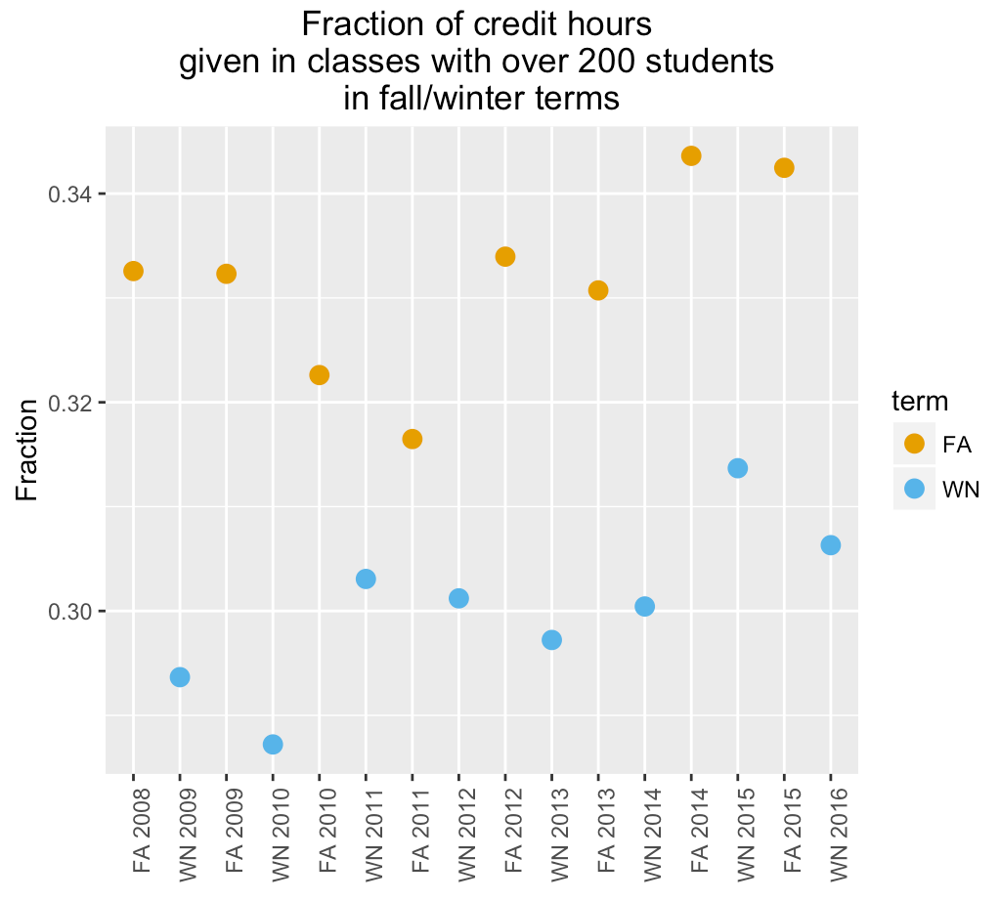 Fraction of credit hours
given in classes with over 200 students
in fall/winter terms
Fraction
0.34
0.32
0.30
FA 2008
WN 2009
FA 2009
WN 2010
FA 2010
WN 2011
FA 2011
WN 2012
FA 2012
WN 2013
FA 2013
WN 2014
FA 2014
WN 2015
FA 2015
WN 2016
term
FA
WN